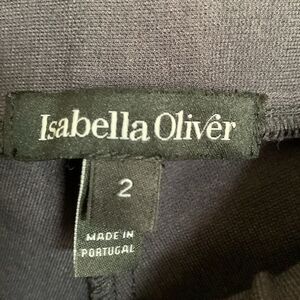 Isabella Oliver
2
MADE IN
PORTUGAL